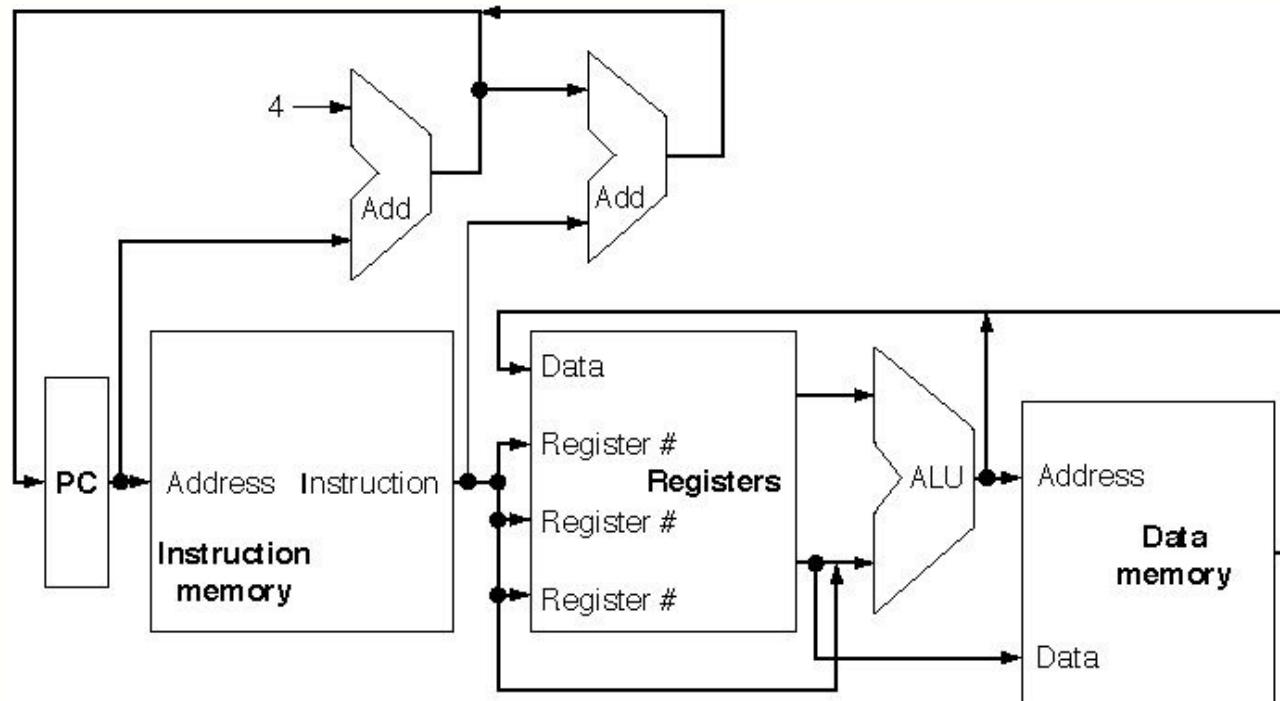 4
Add
Add
Data
Register #
PC
Address
Instruction
Registers
ALU
Address
Register #
Instruction
memory
Data
memory
Register #
Data